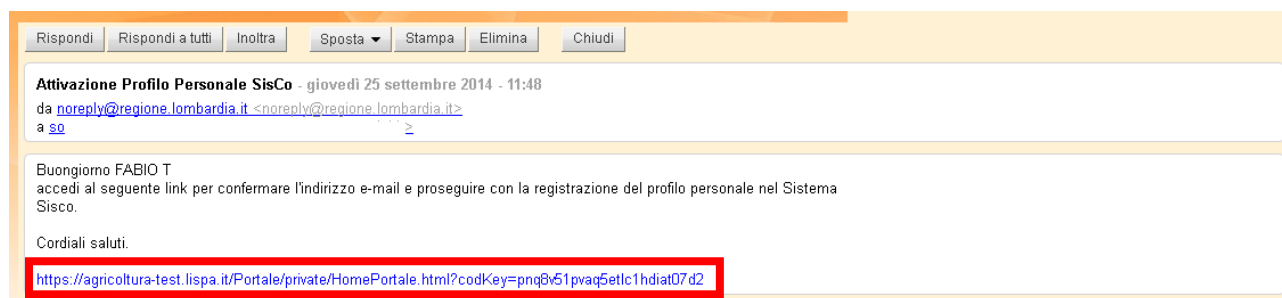 Rispondi Rispondi a tutti Inoltra Sposta Stampa Elimina Chiudi
Attivazione Profilo Personale SisCo - giovedì 25 settembre 2014 - 11:48
da noreply@regione.lombardia.it <noreply@regione.lombardia.it>
a so >
Buongiorno FABIO T
accedi al seguente link per confermare l'indirizzo e-mail e proseguire con la registrazione del profilo personale nel Sistema
Sisco.
Cordiali saluti.
https://agricoltura-test.lispa.it/Portale/private/HomePortale.html?codKey=pnq8v51pvaq5etlc1hdiat07d2